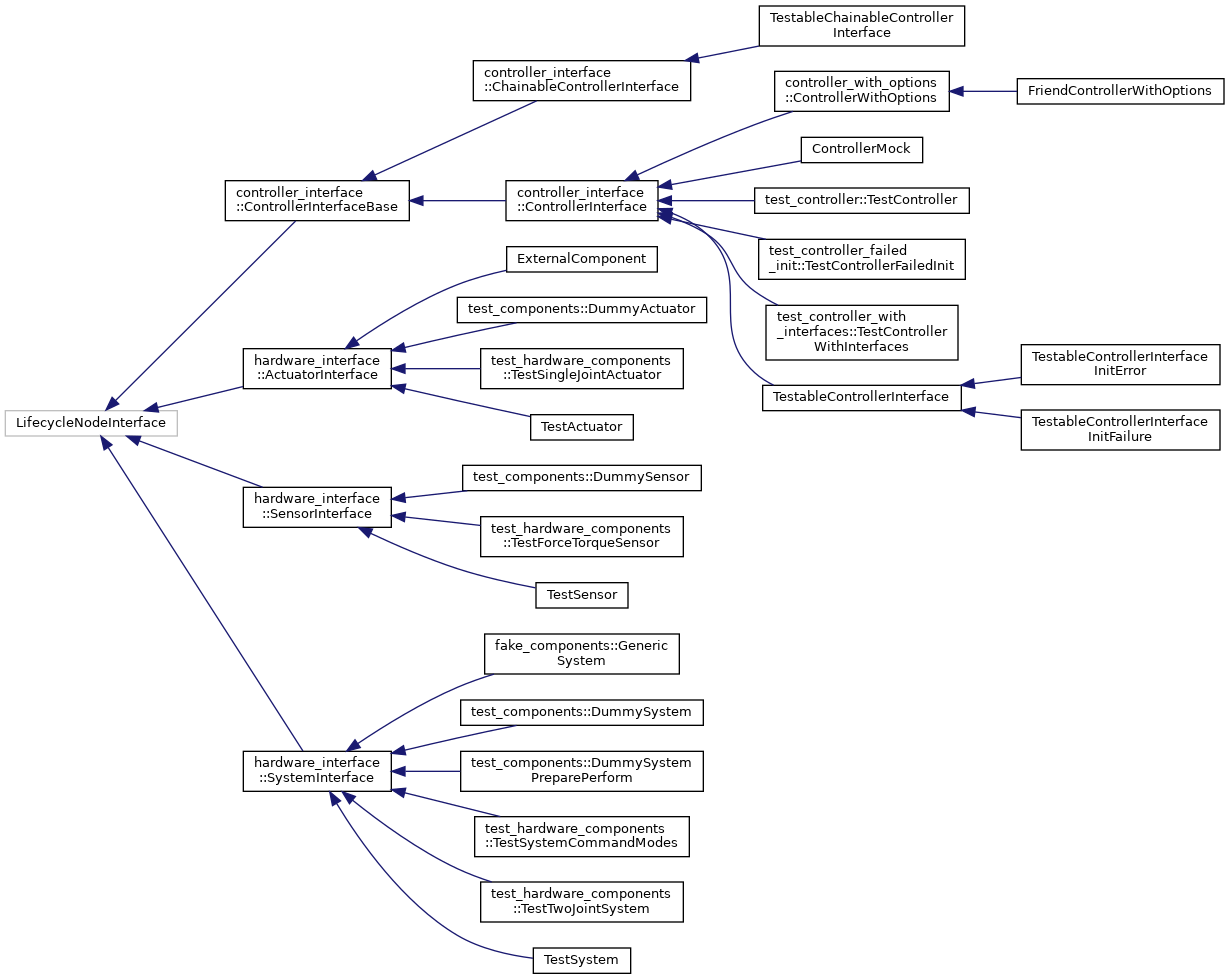 TestableChainableController
Interface
controller_interface
::ChainableControllerInterface
controller_with_options
::ControllerWithOptions
FriendControllerWithOptions
ControllerMock
controller_interface
::ControllerInterfaceBase
controller_interface
::ControllerInterface
test_controller::TestController
test_controller_failed
_init::TestControllerFailedInit
ExternalComponent
test_components::DummyActuator
test_controller_with
_interfaces::TestController
WithInterfaces
hardware_interface
::ActuatorInterface
test_hardware_components
::TestSingleJointActuator
TestableControllerInterface
InitError
TestableControllerInterface
LifecycleNodeInterface
TestActuator
TestableControllerInterface
InitFailure
test_components::DummySensor
hardware_interface
::SensorInterface
test_hardware_components
::TestForceTorqueSensor
TestSensor
fake_components::Generic
System
test_components::DummySystem
hardware_interface
::SystemInterface
test_components::DummySystem
PreparePerform
test_hardware_components
::TestSystemCommandModes
test_hardware_components
::TestTwoJointSystem
TestSystem